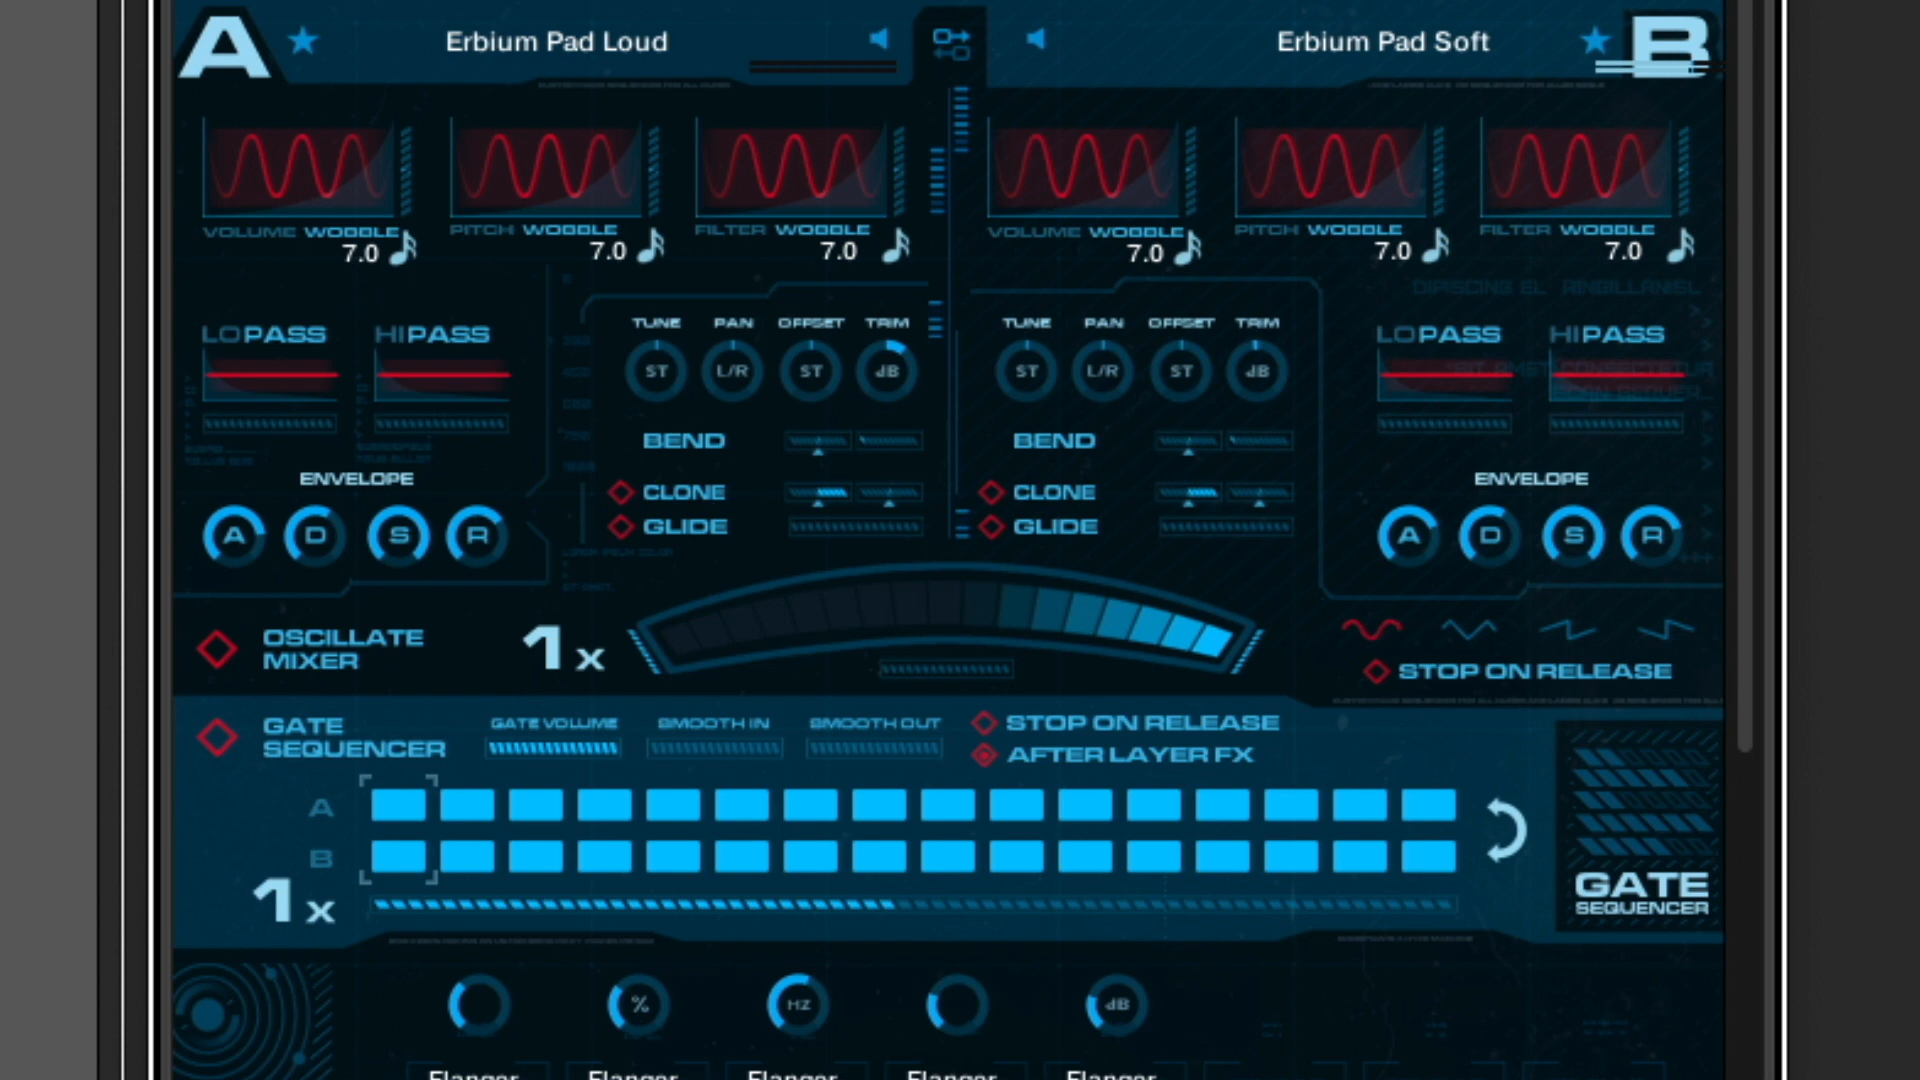 A Erbium Pad Loud Erbium Pad Soft B
VOLUME WOBBLE PITCH WOBBLE FILTER WOBBLE VOLUME WOBBLE PITCH WOBBLE FILTER WOBBLE
7.0 7.0 7.0 7.0 7.0 7.0
TUNE PAN OFFSET TRIM TUNE PAN OFFSET TRIM
LOPASS HIPASS LOPASS HIPASS
ST L/R ST dB ST L/R ST dB
BEND BEND
ENVELOPE ENVELOPE
CLONE CLONE
GLIDE GLIDE
A D S R A D S R
OSCILLATE
MIXER
1 x
STOP ON RELEASE
GATE
SEQUENCER
GATE VOLUME SMOOTH IN SMOOTH OUT
STOP ON RELEASE
AFTER LAYER FX
A
B
1 x
GATE
SEQUENCER
% HZ dB
Flanger Flanger Flanger Flanger Flanger